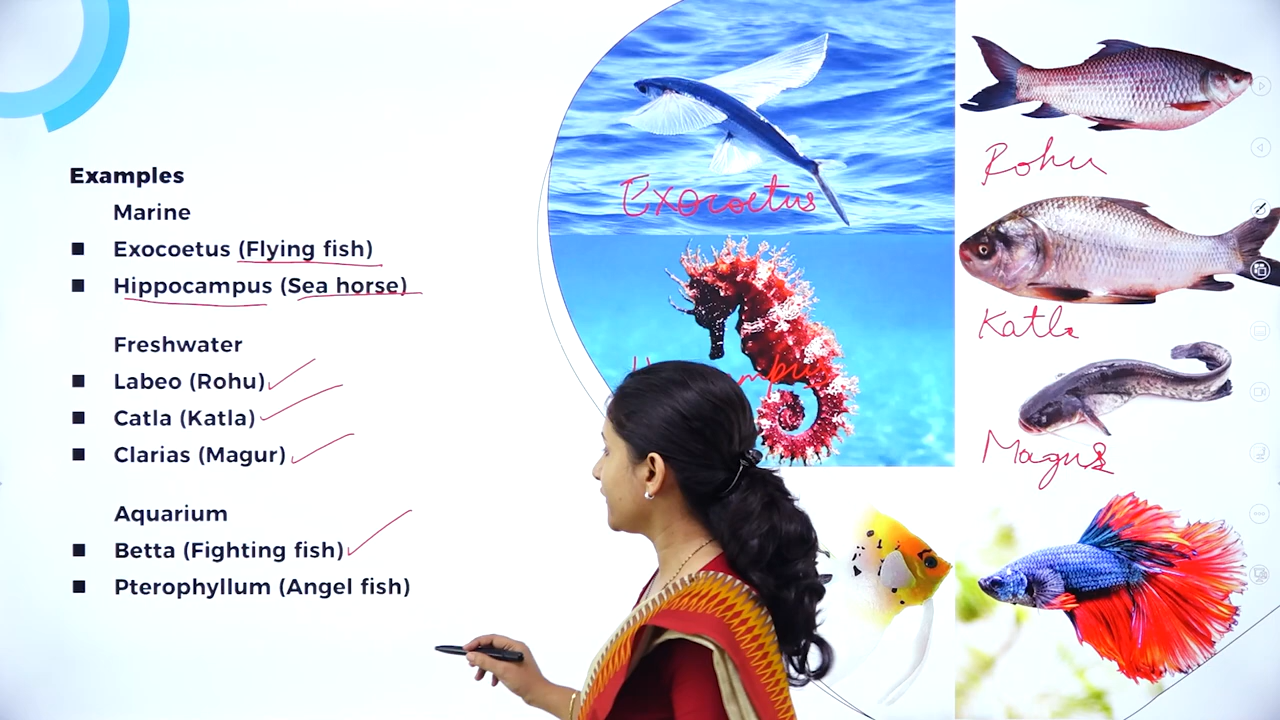 Examples
Marine
■ Exocoetus (Flying fish)
■ Hippocampus (Sea horse)
Freshwater
■ Labeo (Rohu)
■ Catla (Katla)
■ Clarias (Magur)
Aquarium
■ Betta (Fighting fish)
■ Pterophyllum (Angel fish)
Exocoetus
Rohu
Katla
Magur